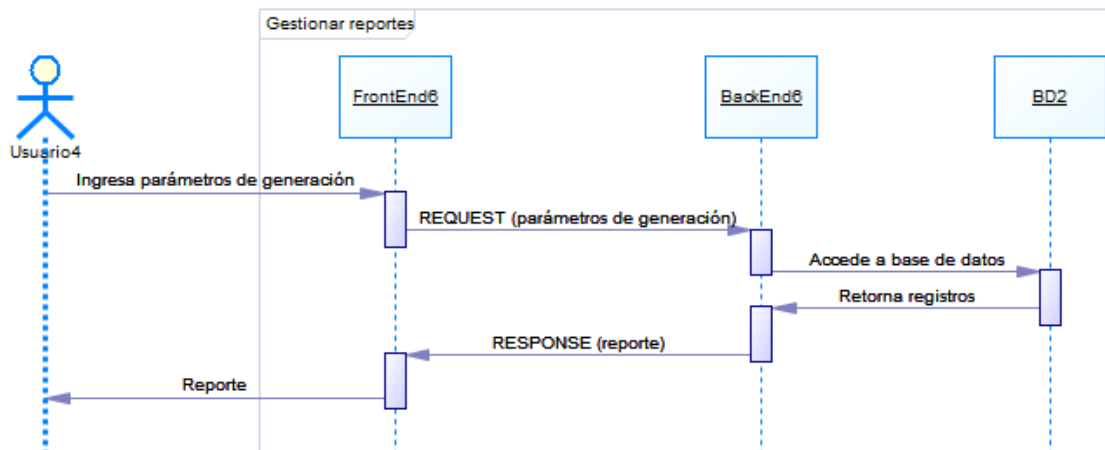 Gestionar reportes
FrontEnd6
BackEnd6
BD2
Usuario4
Ingresa parámetros de generación
REQUEST (parámetros de generación)
Accede a base de datos
Retorna registros
RESPONSE (reporte)
Reporte